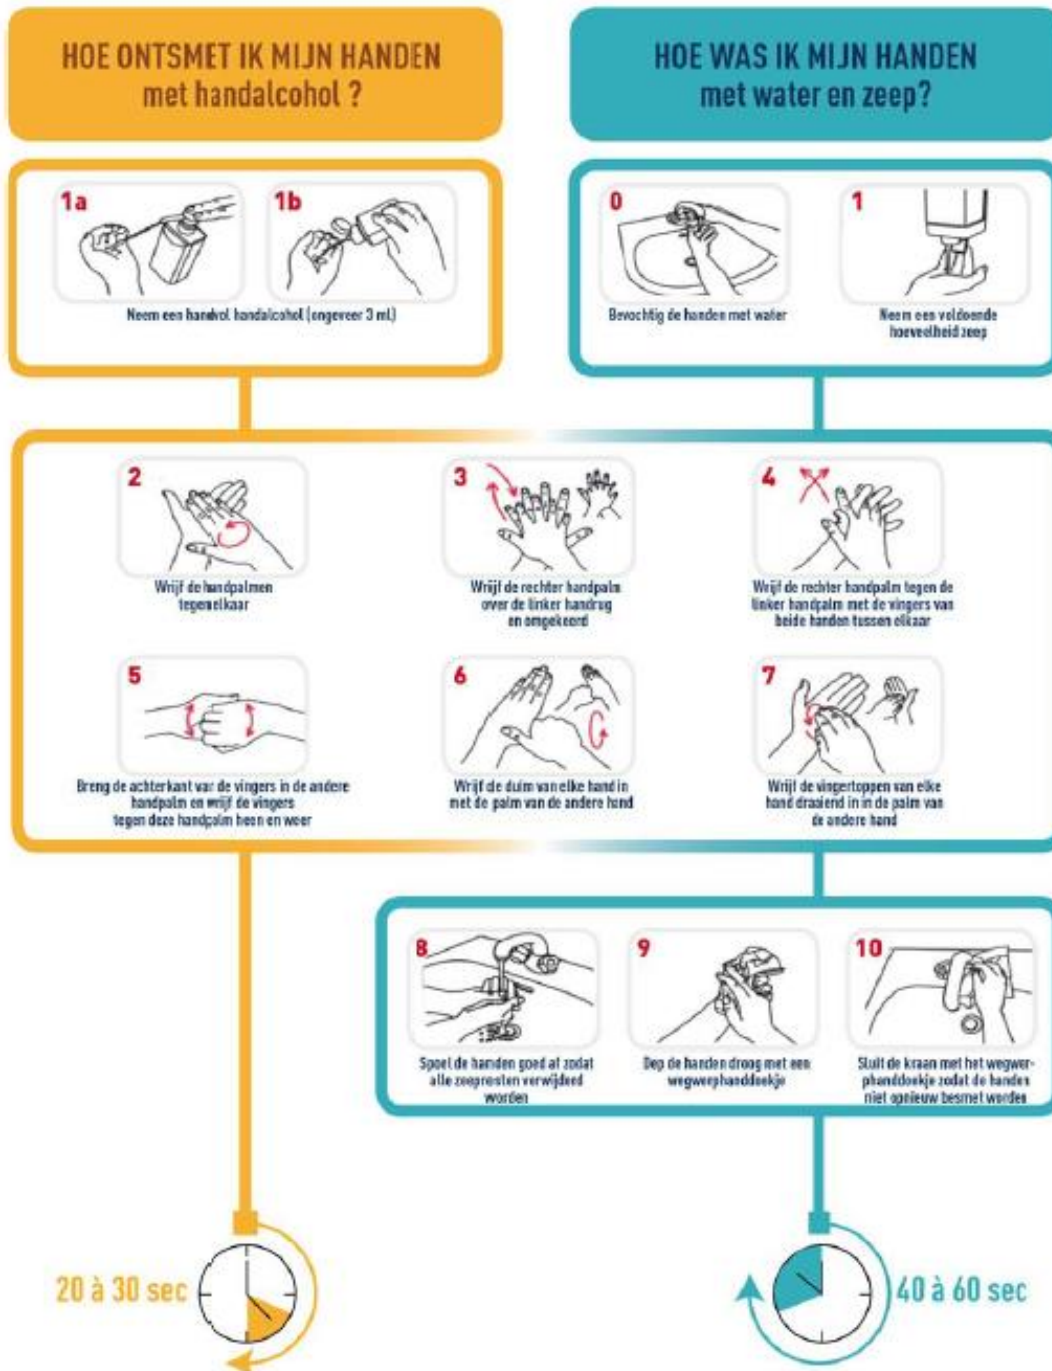 HOE ONTSMET IK MIJN HANDEN
met handalcohol ?
HOE WAS IK MIJN HANDEN
met water en zeep?
1a
1b
Neem een handvol handalcohol (ongeveer 3 ml)
0
Bevochtig de handen met water
1
Neem een voldoende
hoeveelheid zeep
2
Wrijf de handpalmen
tegen elkaar
3
Wrijf de rechter handpalm
over de linker handrug
en omgekeerd
4
Wrijf de rechter handpalm tegen de
linker handpalm met de vingers van
beide handen tussen elkaar
5
Breng de achterkant van de vingers in de andere
handpalm en wrijf de vingers
tegen deze handpalm heen en weer
6
Wrijf de duim van elke hand in
met de palm van de andere hand
7
Wrijf de vingertoppen van elke
hand draaiend in in de palm van
de andere hand
8
Spoel de handen goed af zodat
alle zeepresten verwijderd
worden
9
Dep de handen droog met een
wegwerphanddoekje
10
Sluit de kraan met het wegwer-
phanddoekje zodat de handen
niet opnieuw besmet worden
20 à 30 sec
40 à 60 sec